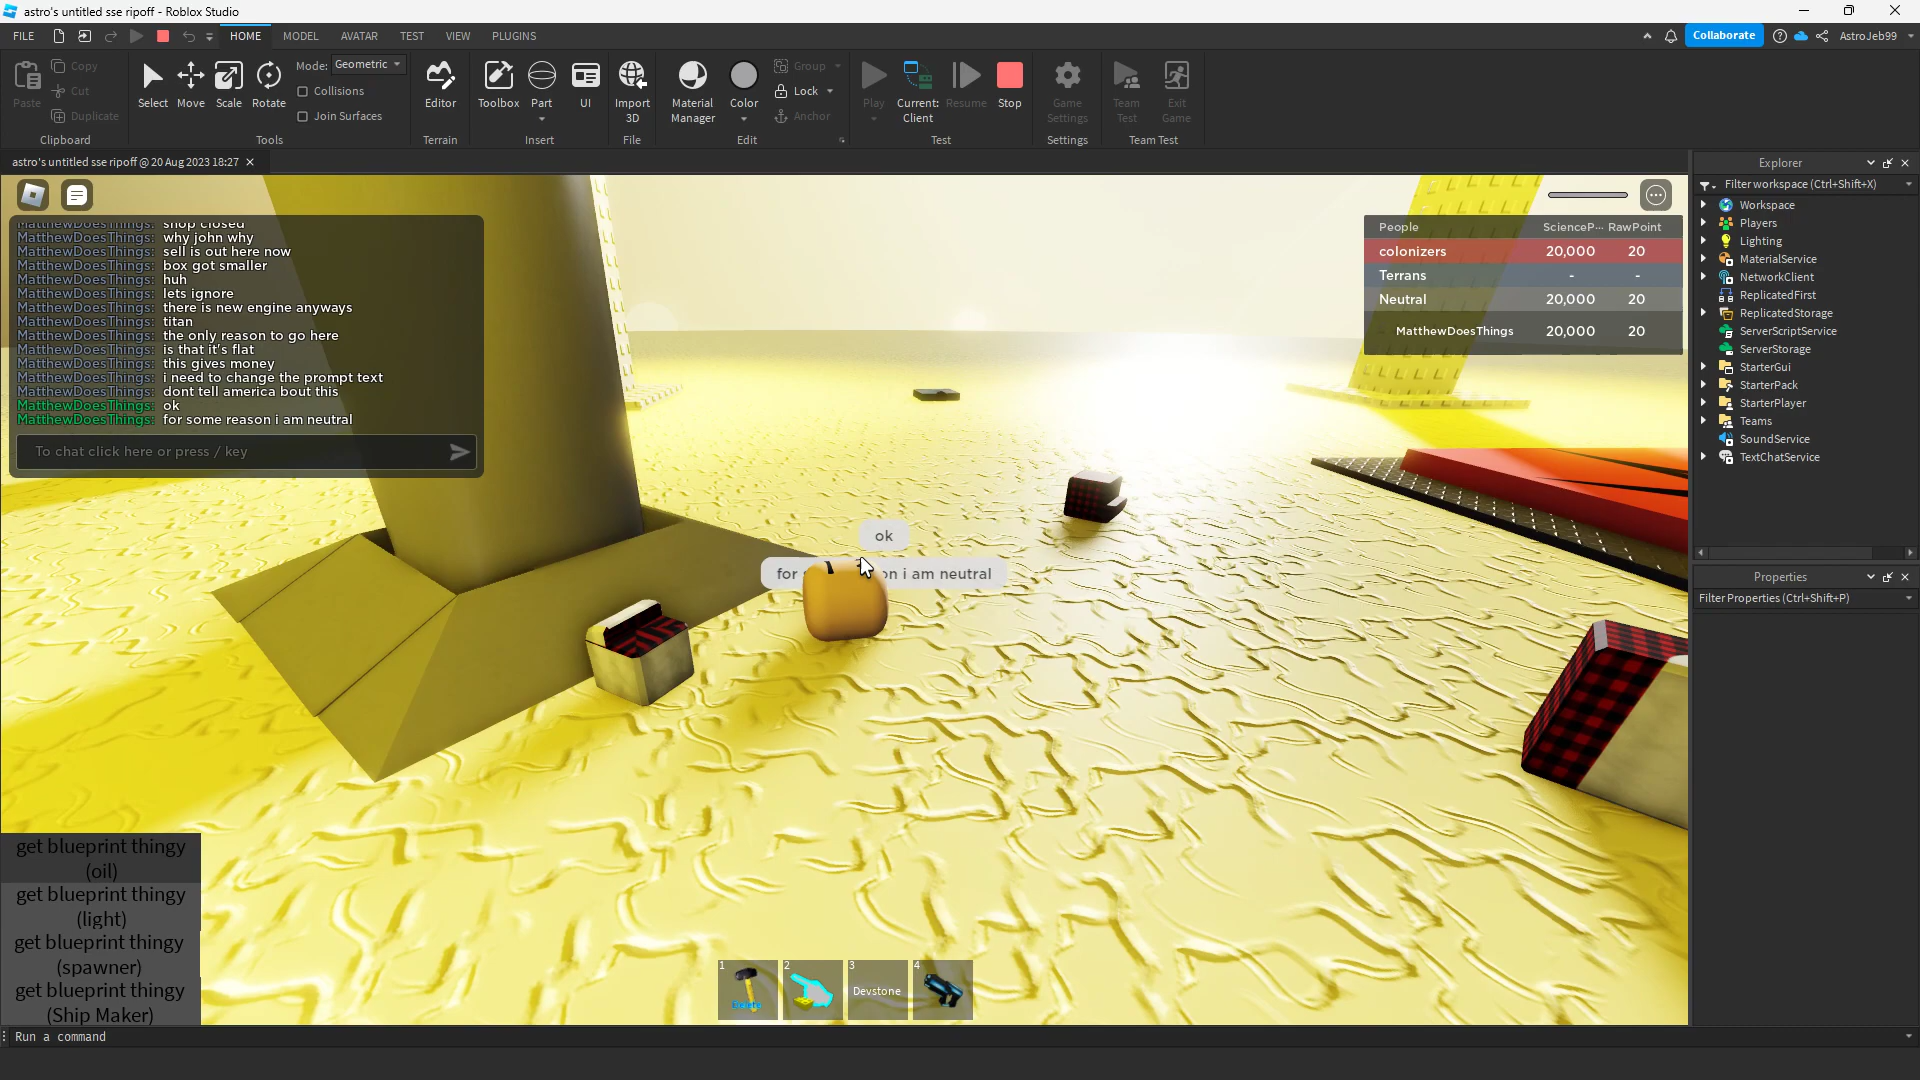 astro's untitled sse ripoff - Roblox Studio
FILE HOME MODEL AVATAR TEST VIEW PLUGINS Collaborate AstroJeb99
Paste Copy Cut Duplicate
Clipboard
Select Move Scale Rotate
Mode: Geometric
Collisions
Join Surfaces
Tools
Editor
Terrain
Toolbox Part UI
Insert
Import 3D
File
Material Manager Color Group Lock Anchor
Edit
Play Current: Client Resume Stop
Test
Game Settings
Settings
Team Test Exit Game
Team Test
astro's untitled sse ripoff @ 20 Aug 2023 18:27
MatthewDoesThings: shop closed
MatthewDoesThings: why john why
MatthewDoesThings: sell is out here now
MatthewDoesThings: box got smaller
MatthewDoesThings: huh
MatthewDoesThings: lets ignore
MatthewDoesThings: there is new engine anyways
MatthewDoesThings: titan
MatthewDoesThings: the only reason to go here
MatthewDoesThings: is that it's flat
MatthewDoesThings: this gives money
MatthewDoesThings: i need to change the prompt text
MatthewDoesThings: dont tell america bout this
MatthewDoesThings: ok
MatthewDoesThings: for some reason i am neutral
To chat click here or press / key
ok
for on i am neutral
People ScienceP... RawPoint
colonizers 20,000 20
Terrans - -
Neutral 20,000 20
MatthewDoesThings 20,000 20
get blueprint thingy
(oil)
get blueprint thingy
(light)
get blueprint thingy
(spawner)
get blueprint thingy
(Ship Maker)
1 2 3 4
Delete
Devstone
Run a command
Explorer
Filter workspace (Ctrl+Shift+X)
Workspace
Players
Lighting
MaterialService
NetworkClient
ReplicatedFirst
ReplicatedStorage
ServerScriptService
ServerStorage
StarterGui
StarterPack
StarterPlayer
Teams
SoundService
TextChatService
Properties
Filter Properties (Ctrl+Shift+P)